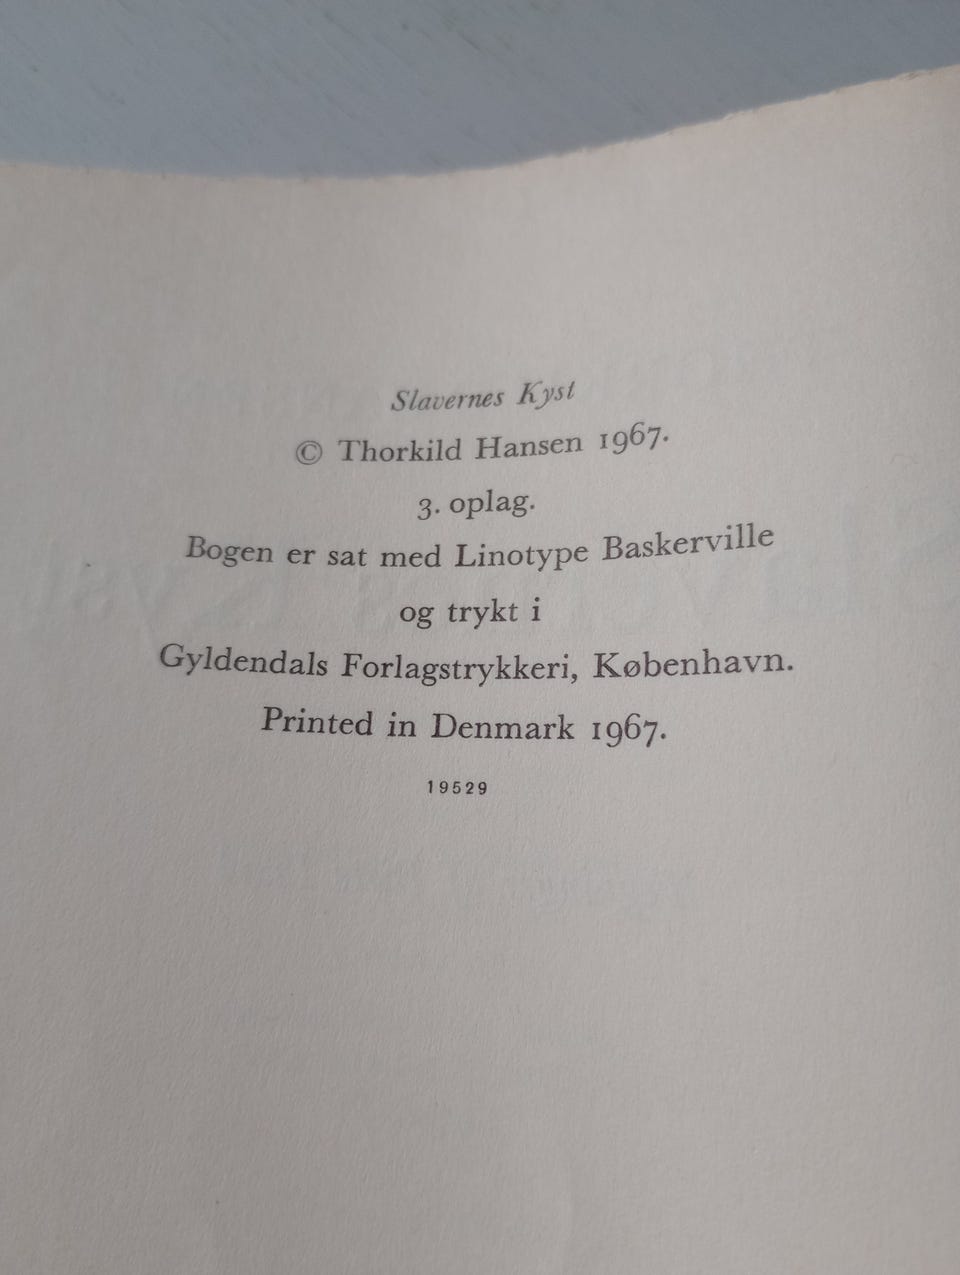 Slavernes Kyst
© Thorkild Hansen 1967.
3. oplag.
Bogen er sat med Linotype Baskerville
og trykt i
Gyldendals Forlagstrykkeri, København.
Printed in Denmark 1967.
19529